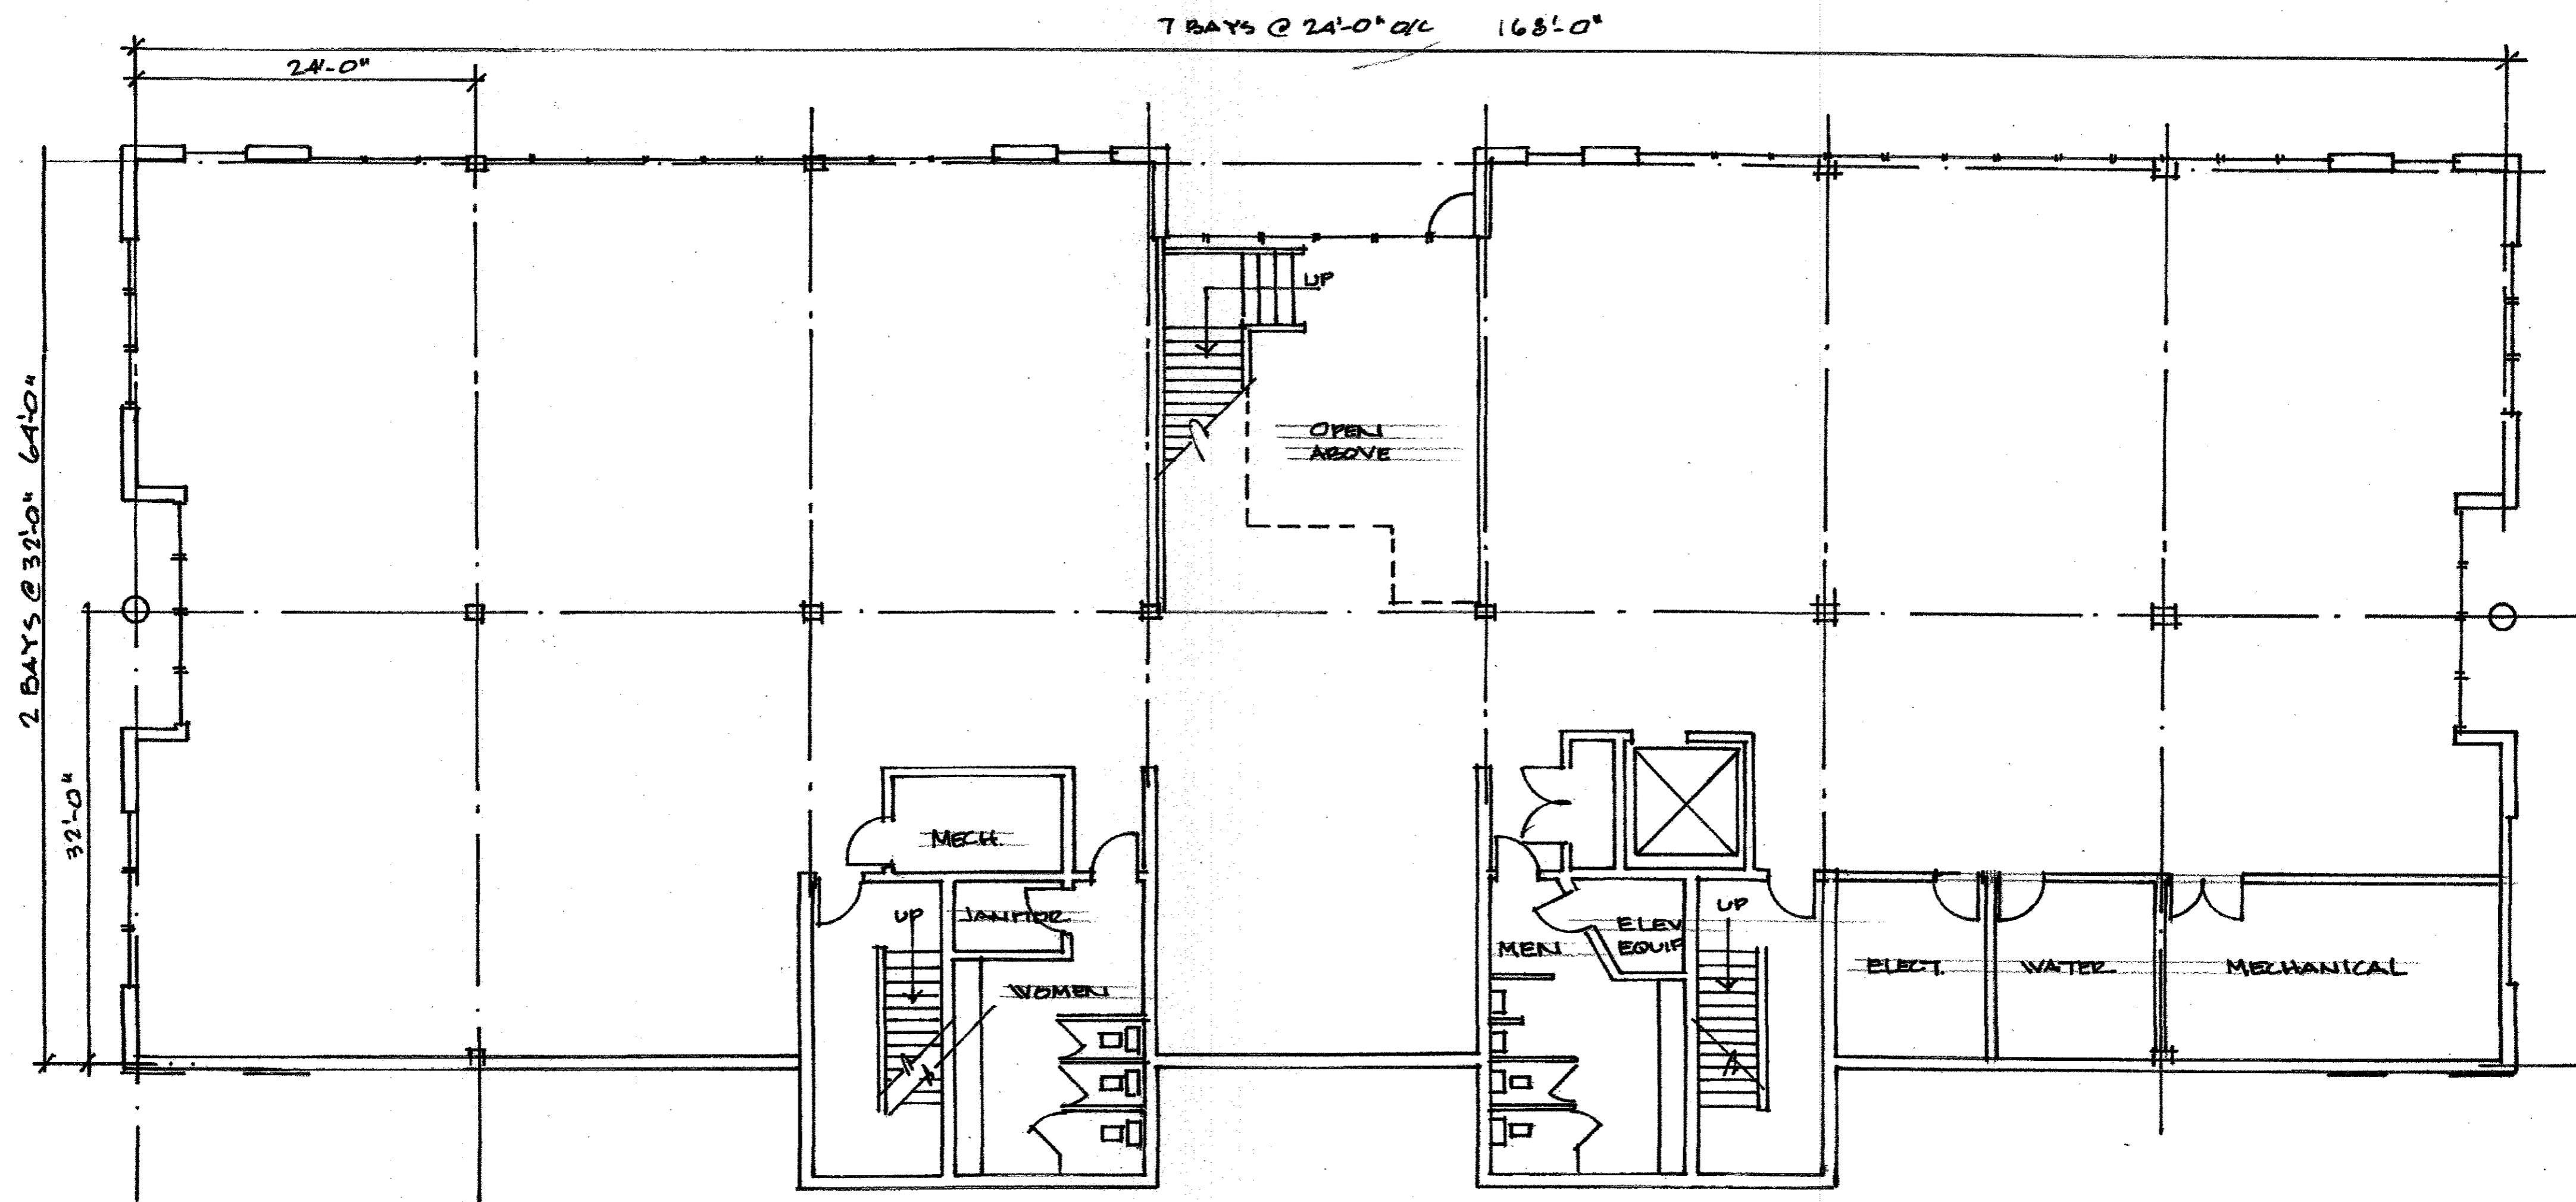 7 BAYS @ 24'-0" O/C 168'-0"
24'-0"
2 BAYS @ 32'-0" 64'-0"
32'-0"
UP
OPEN
ABOVE
MECH.
UP
JANITOR
WOMEN
MEN
ELEV
EQUIP
UP
ELECT.
WATER
MECHANICAL